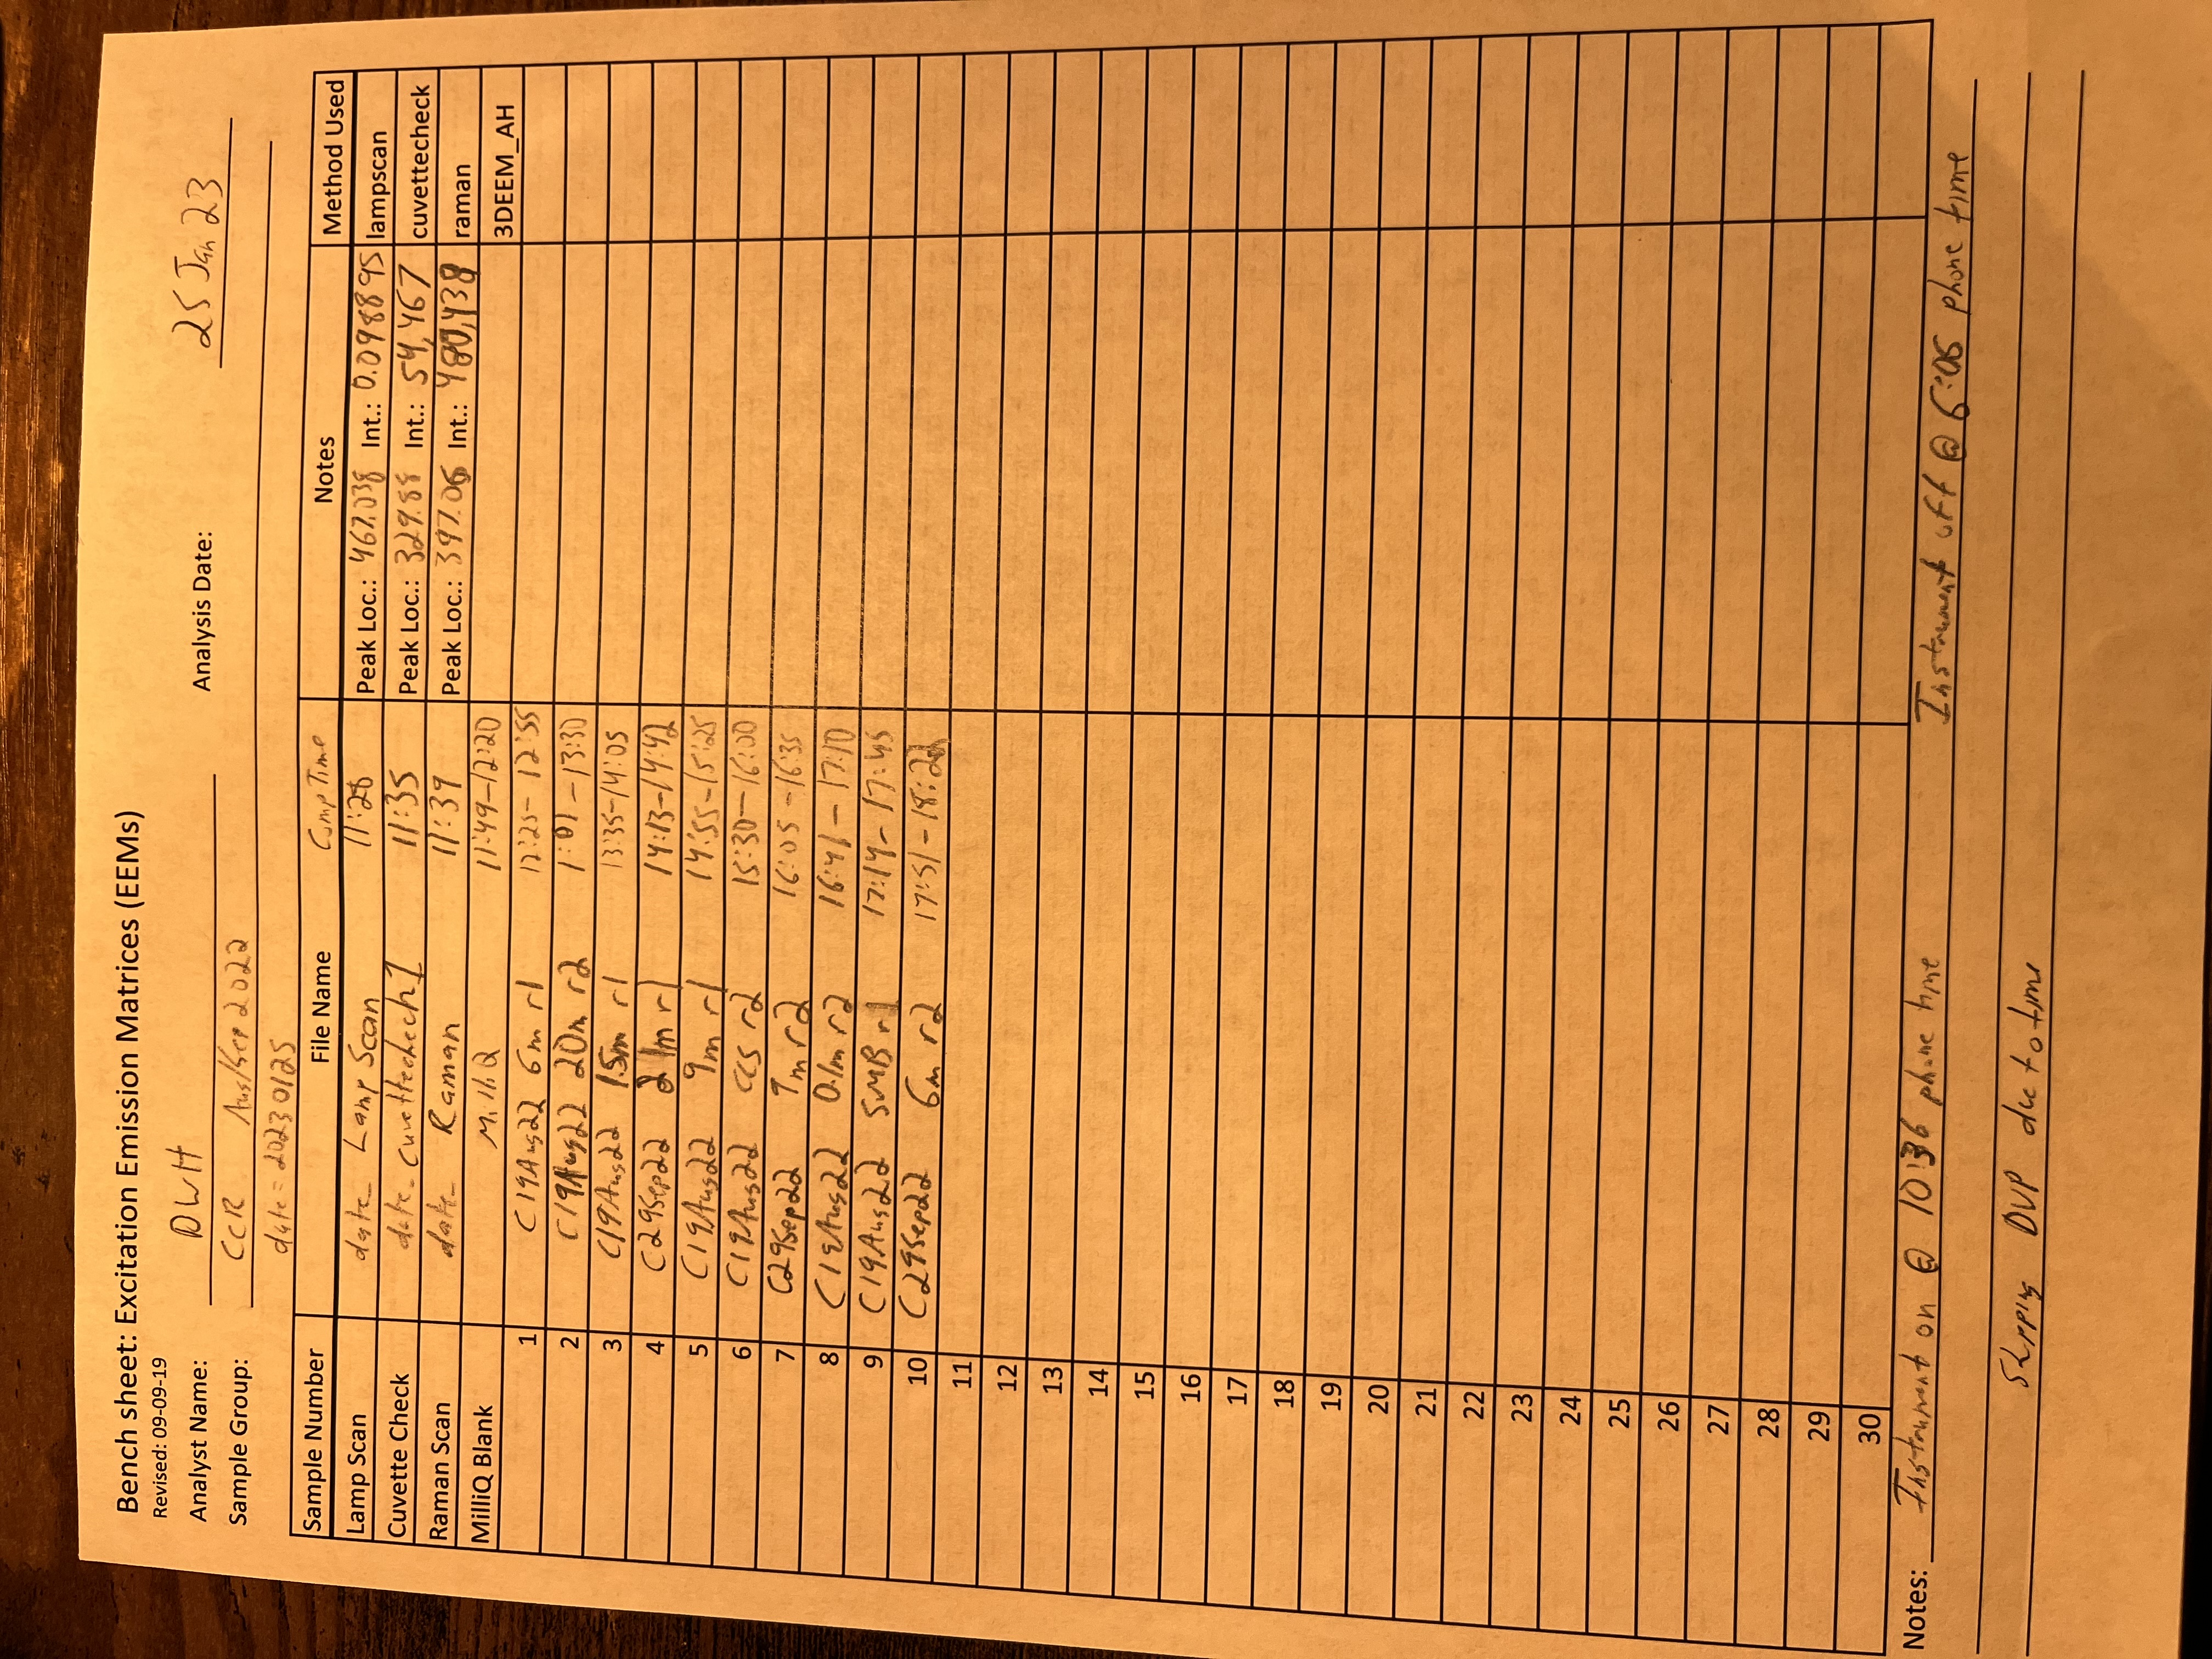 Bench sheet: Excitation Emission Matrices (EEMs)
Revised: 09-09-19
Analyst Name: DWH Analysis Date: 25 Jan 23
Sample Group: CCR Aug/Sep 2022
date = 20230125
Sample Number File Name Comp Time Notes Method Used
Lamp Scan date_ Lamp Scan 11:28 Peak Loc.: 467.038 Int.: 0.098895 lampscan
Cuvette Check date_ cuvettecheck1 11:35 Peak Loc.: 329.88 Int.: 54,467 cuvettecheck
Raman Scan date_ Raman 11:39 Peak Loc.: 397.06 Int.: raman
MilliQ Blank MilliQ 11:49-12:20 3DEEM_AH
1 C19Aug22 6m r1 12:25-12:55
2 C19Aug22 20m r2 1:01-13:30
3 C19Aug22 1.5m r1 13:35-14:05
4 C29Sep22 r1 14:13-14:42
5 C19Aug22 9m r1 14:55-15:25
6 C19Aug22 ccs r2 15:30-16:00
7 C29Sep22 9m r2 16:05-16:35
8 C19Aug22 0.1m r2 16:41-17:10
9 C19Aug22 SMB r1 17:14-17:45
10 C29Sep22 6m r2 17:51-18:22
11
12
13
14
15
16
17
18
19
20
21
22
23
24
25
26
27
28
29
30
Notes: Instrument on @ 10:36 phone time Instrument off @ 6:06 phone time
DVP due to time